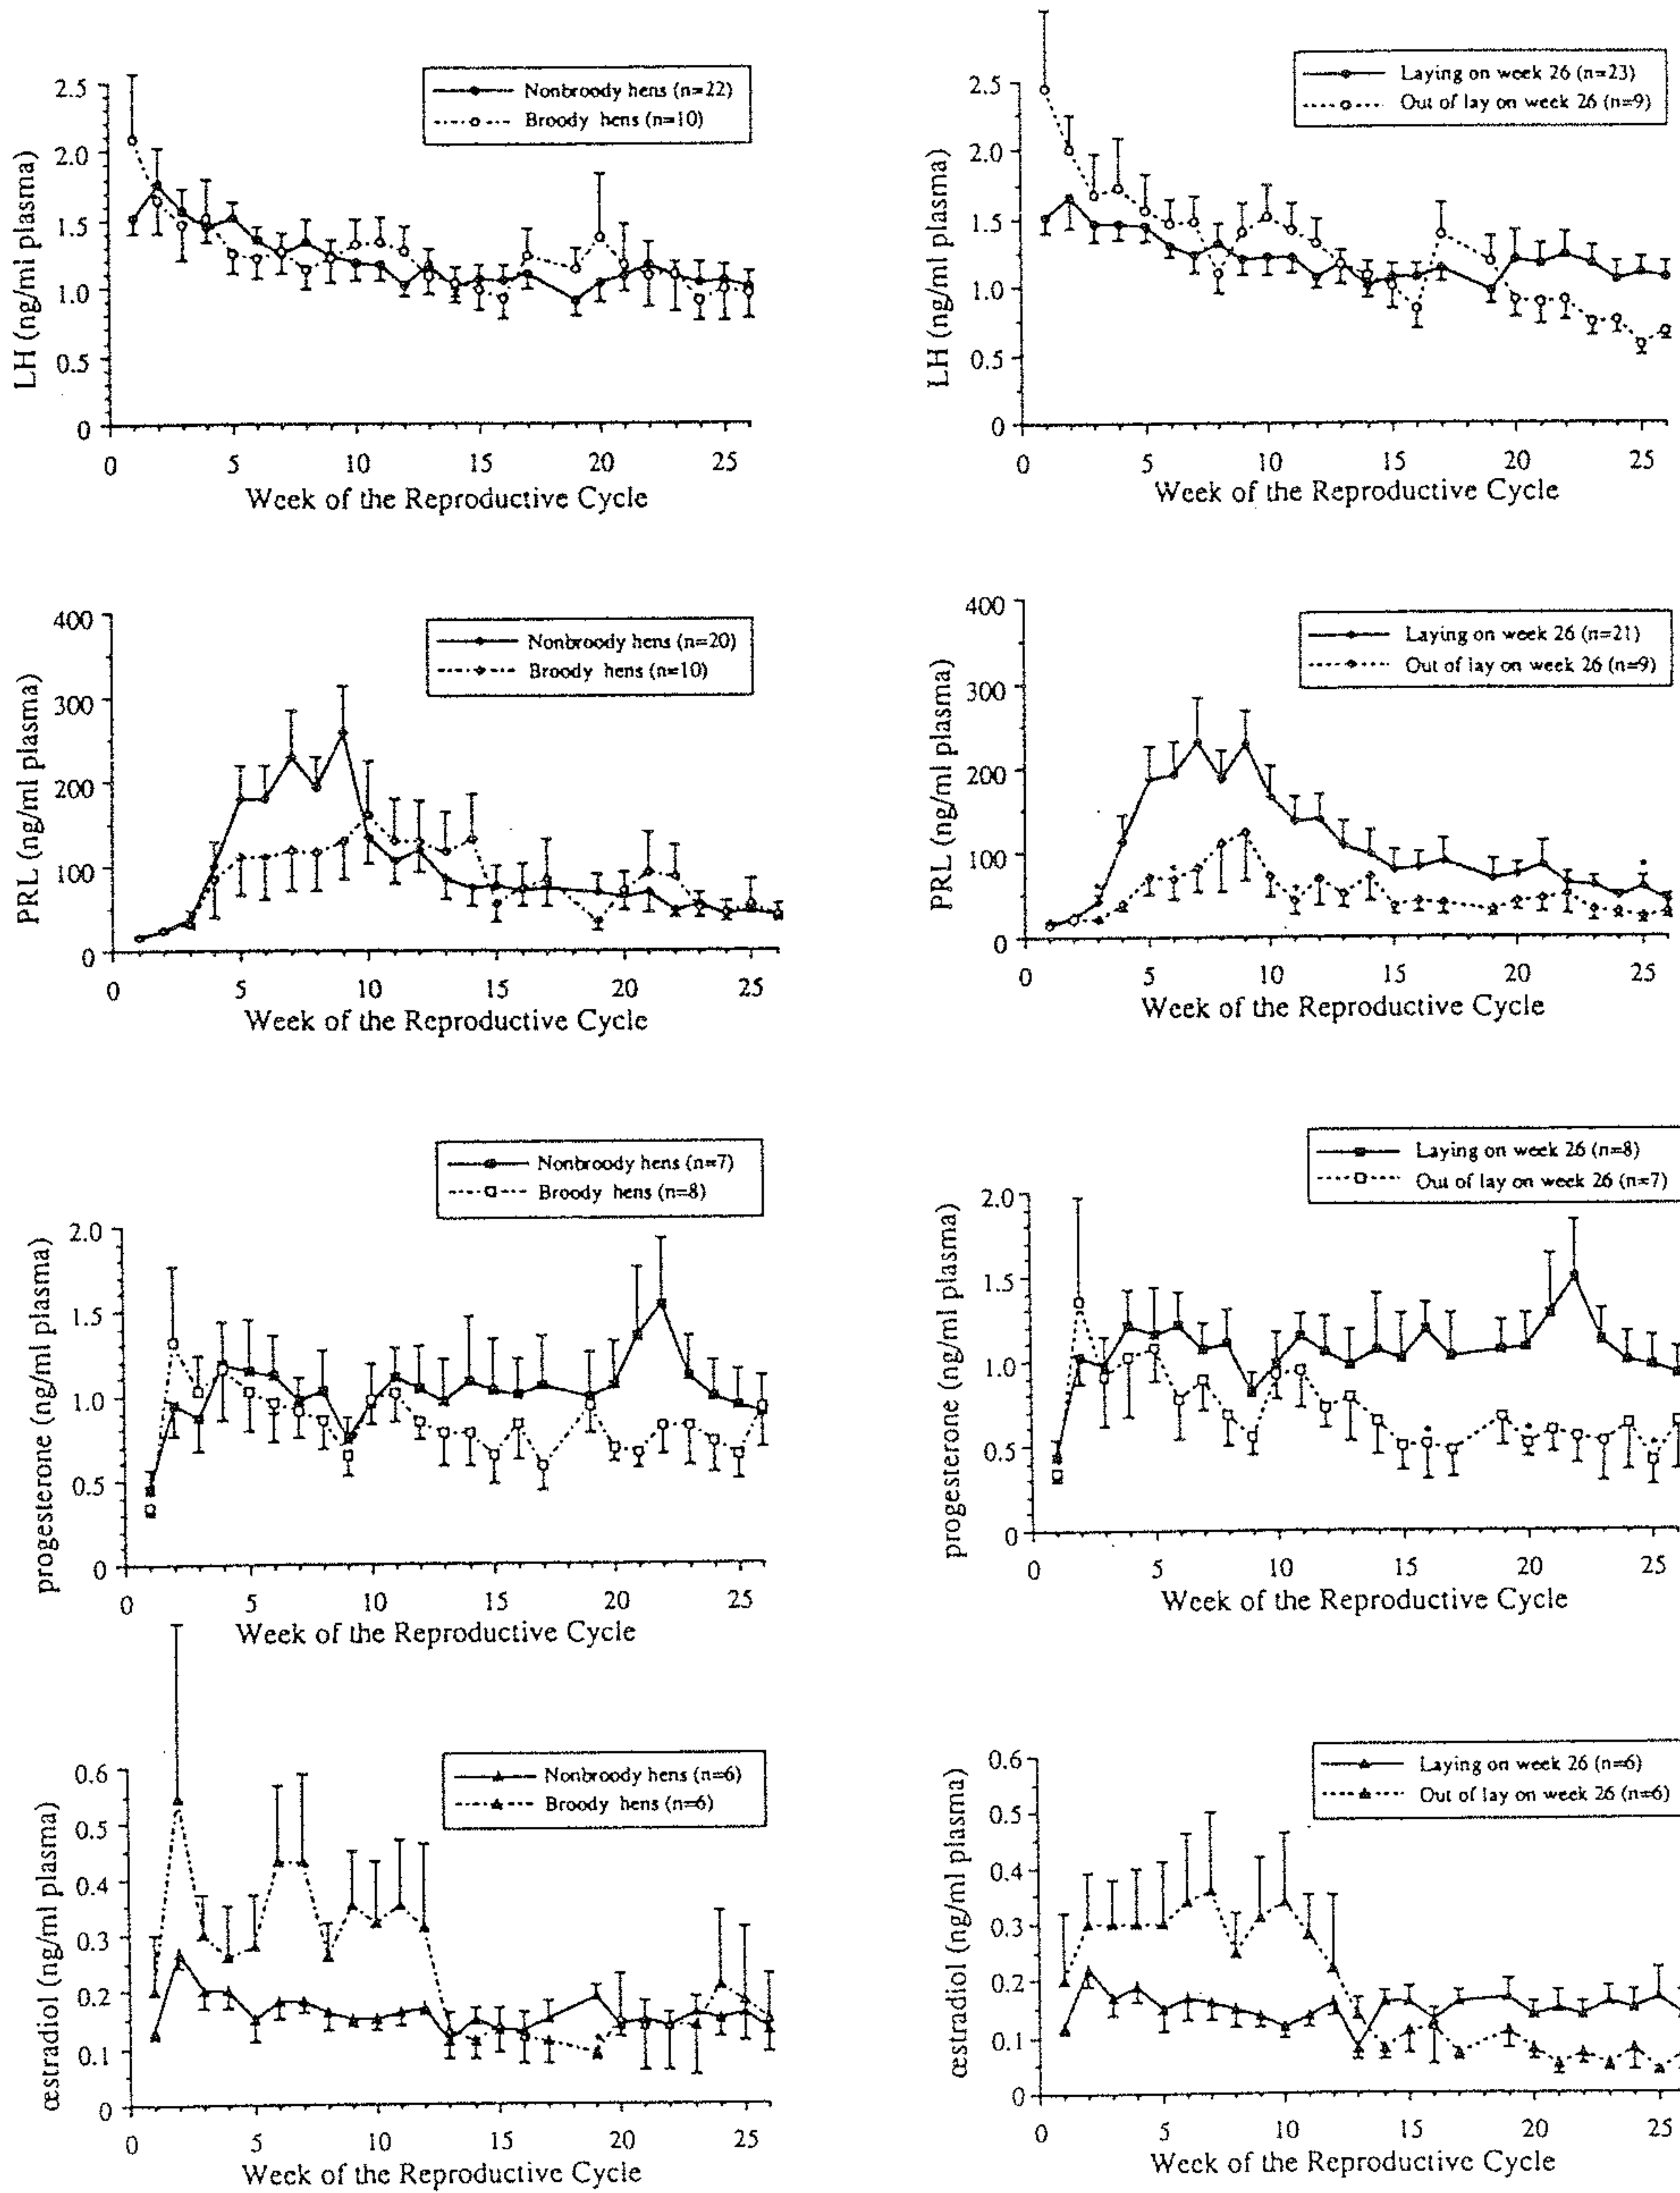 Nonbroody hens (n=22)
Broody hens (n=10)
2.5
2.0
1.5
1.0
0.5
0
LH (ng/ml plasma)
0 5 10 15 20 25
Week of the Reproductive Cycle
Laying on week 26 (n=23)
Out of lay on week 26 (n=9)
2.5
2.0
1.5
1.0
0.5
0
LH (ng/ml plasma)
0 5 10 15 20 25
Week of the Reproductive Cycle
Nonbroody hens (n=20)
Broody hens (n=10)
400
300
200
100
0
PRL (ng/ml plasma)
0 5 10 15 20 25
Week of the Reproductive Cycle
Laying on week 26 (n=21)
Out of lay on week 26 (n=9)
400
300
200
100
0
PRL (ng/ml plasma)
0 5 10 15 20 25
Week of the Reproductive Cycle
Nonbroody hens (n=7)
Broody hens (n=8)
2.0
1.5
1.0
0.5
0
progesterone (ng/ml plasma)
0 5 10 15 20 25
Week of the Reproductive Cycle
Laying on week 26 (n=8)
Out of lay on week 26 (n=7)
2.0
1.5
1.0
0.5
0
progesterone (ng/ml plasma)
0 5 10 15 20 25
Week of the Reproductive Cycle
Nonbroody hens (n=6)
Broody hens (n=6)
0.6
0.5
0.4
0.3
0.2
0.1
0
œstradiol (ng/ml plasma)
0 5 10 15 20 25
Week of the Reproductive Cycle
Laying on week 26 (n=6)
Out of lay on week 26 (n=6)
0.6
0.5
0.4
0.3
0.2
0.1
0
œstradiol (ng/ml plasma)
0 5 10 15 20 25
Week of the Reproductive Cycle